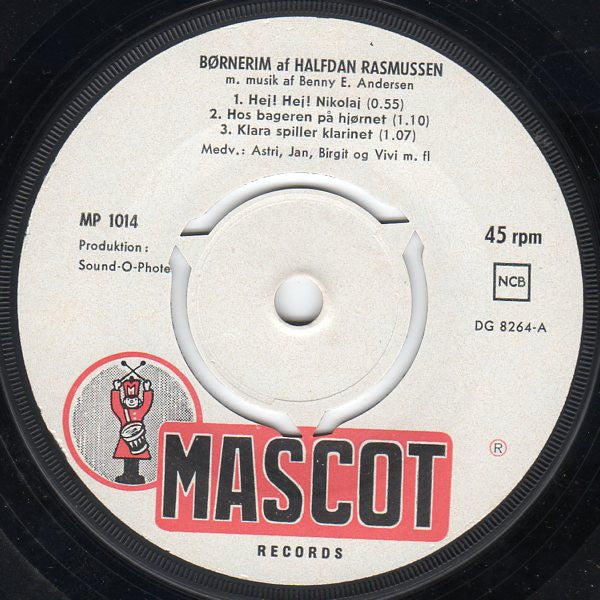 BØRNERIM af HALFDAN RASMUSSEN
m. musik af Benny E. Andersen
1. Hej! Hej! Nikolaj (0.55)
2. Hos bageren på hjørnet (1.10)
3. Klara spiller klarinet (1.07)
Medv.: Astri, Jan, Birgit og Vivi m. fl
MP 1014
Produktion:
Sound-O-Phote
45 rpm
NCB
DG 8264-A
M
MASCOT
®
RECORDS